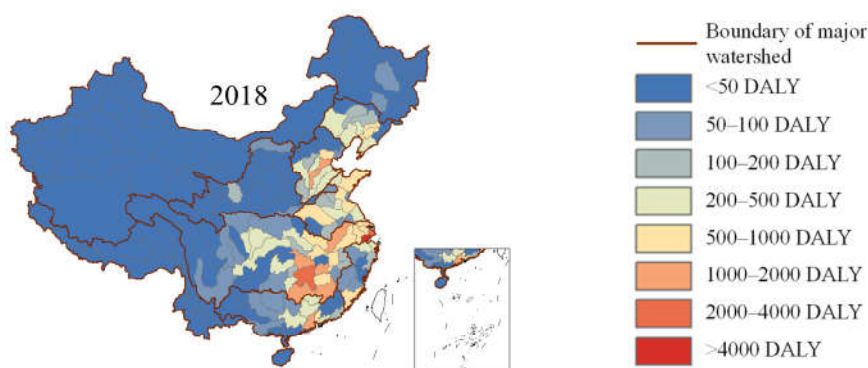 2018
Boundary of major
watershed
<50 DALY
50–100 DALY
100–200 DALY
200–500 DALY
500–1000 DALY
1000–2000 DALY
2000–4000 DALY
>4000 DALY